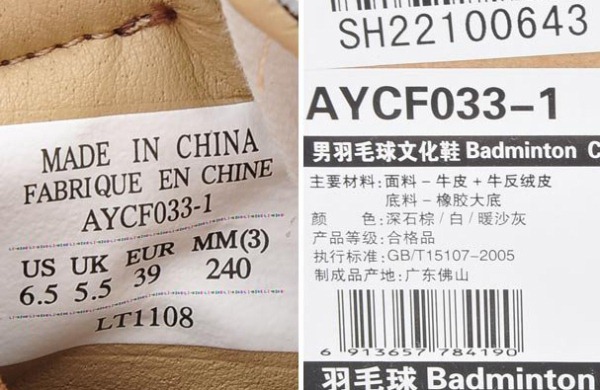 MADE IN CHINA
FABRIQUE EN CHINE
AYCF033-1
US UK EUR MM(3)
6.5 5.5 39 240
LT1108
SH22100643
AYCF033-1
男羽毛球文化鞋 Badminton C
主要材料: 面料-牛皮+牛反绒皮
底料-橡胶大底
颜 色: 深石棕/白/暖沙灰
产品等级: 合格品
执行标准: GB/T15107-2005
制成品产地: 广东佛山
6 913657 784190
羽毛球 Badminton